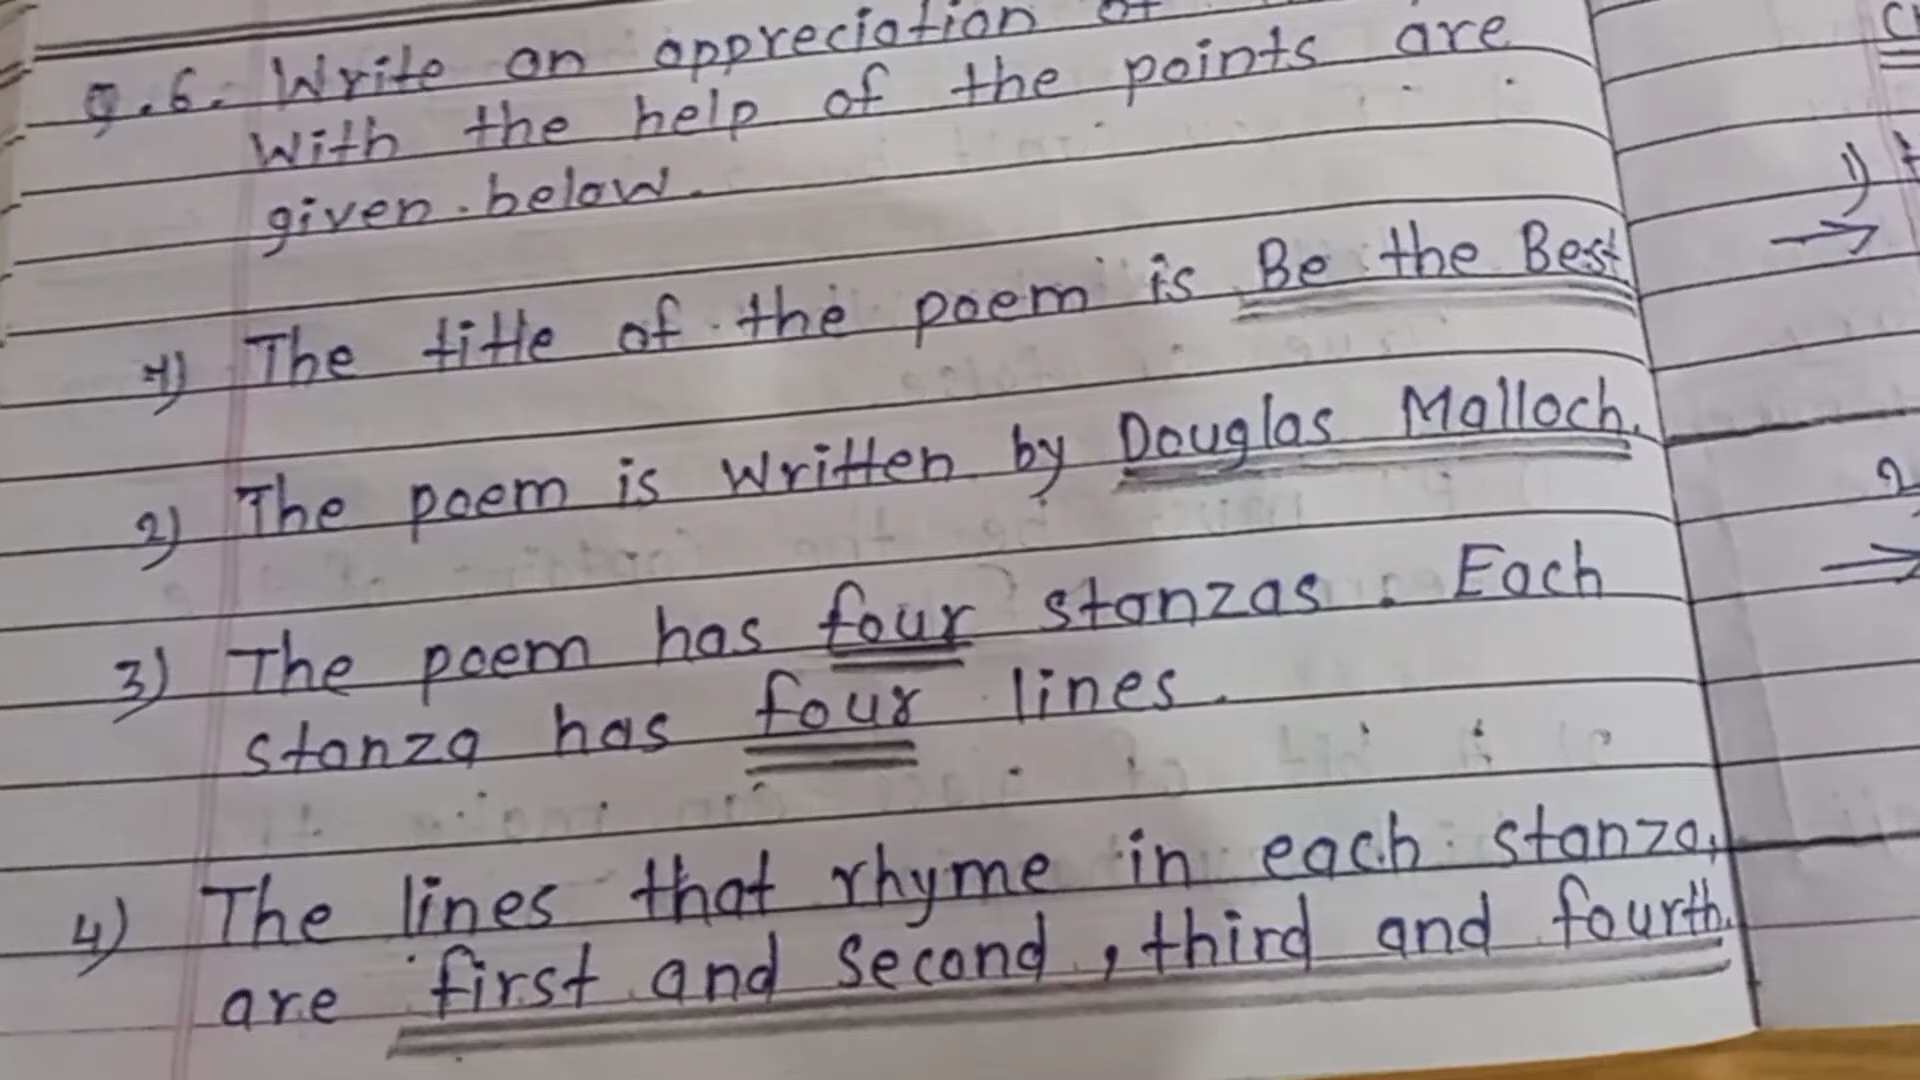 Q.6. Write an appreciation of
With the help of the points are
given below.
1) The title of the poem is Be the Best
2) The poem is written by Douglas Malloch.
3) The poem has four stanzas. Each
stanza has four lines.
4) The lines that rhyme in each stanza,
are first and second, third and fourth.
1)
2